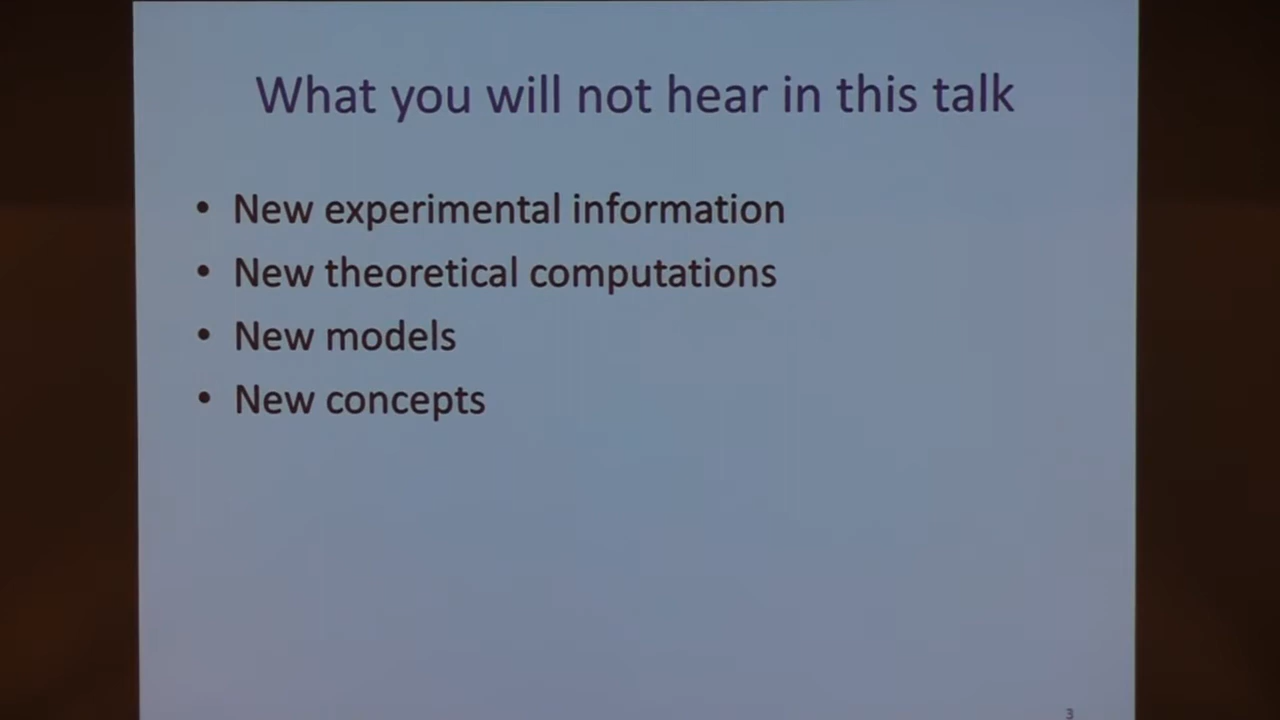 What you will not hear in this talk
• New experimental information
• New theoretical computations
• New models
• New concepts
3